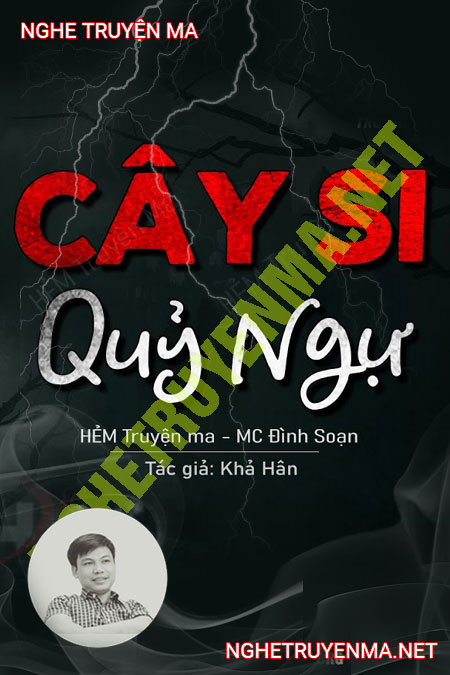 NGHE TRUYỆN MA
CÂY SI
Quỷ Ngự
NGHETRUYENMA.NET
HẺM Truyện ma - MC Đình Soạn
Tác giả: Khả Hân
NGHETRUYENMA.NET